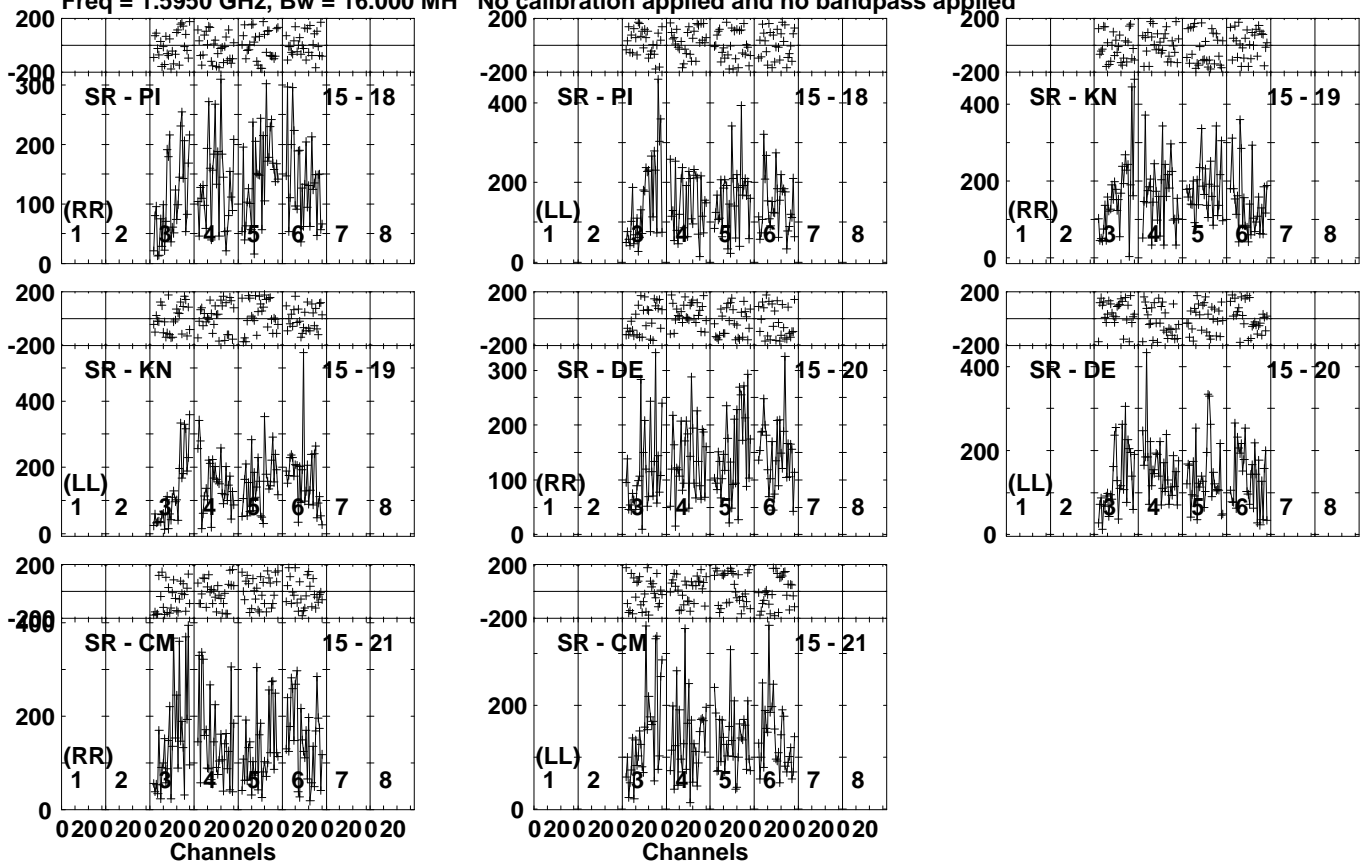 Freq = 1.5950 GHz, Bw = 16.000 MH No calibration applied and no bandpass applied
200
-200
300
200
100
0
SR - PI 15 - 18
(RR)
1 2 3 4 5 6 7 8
200
-200
400
200
0
SR - PI 15 - 18
(LL)
1 2 3 4 5 6 7 8
200
-200
400
200
0
SR - KN 15 - 19
(RR)
1 2 3 4 5 6 7 8
200
-200
400
200
0
SR - KN 15 - 19
(LL)
1 2 3 4 5 6 7 8
200
-200
300
200
100
0
SR - DE 15 - 20
(RR)
1 2 3 4 5 6 7 8
200
-200
400
200
0
SR - DE 15 - 20
(LL)
1 2 3 4 5 6 7 8
200
-200
400
200
0
SR - CM 15 - 21
(RR)
1 2 3 4 5 6 7 8
0 20 0 20 0 20 0 20 0 20 0 20 0 20 0 20
Channels
200
-200
200
0
SR - CM 15 - 21
(LL)
1 2 3 4 5 6 7 8
0 20 0 20 0 20 0 20 0 20 0 20 0 20 0 20
Channels